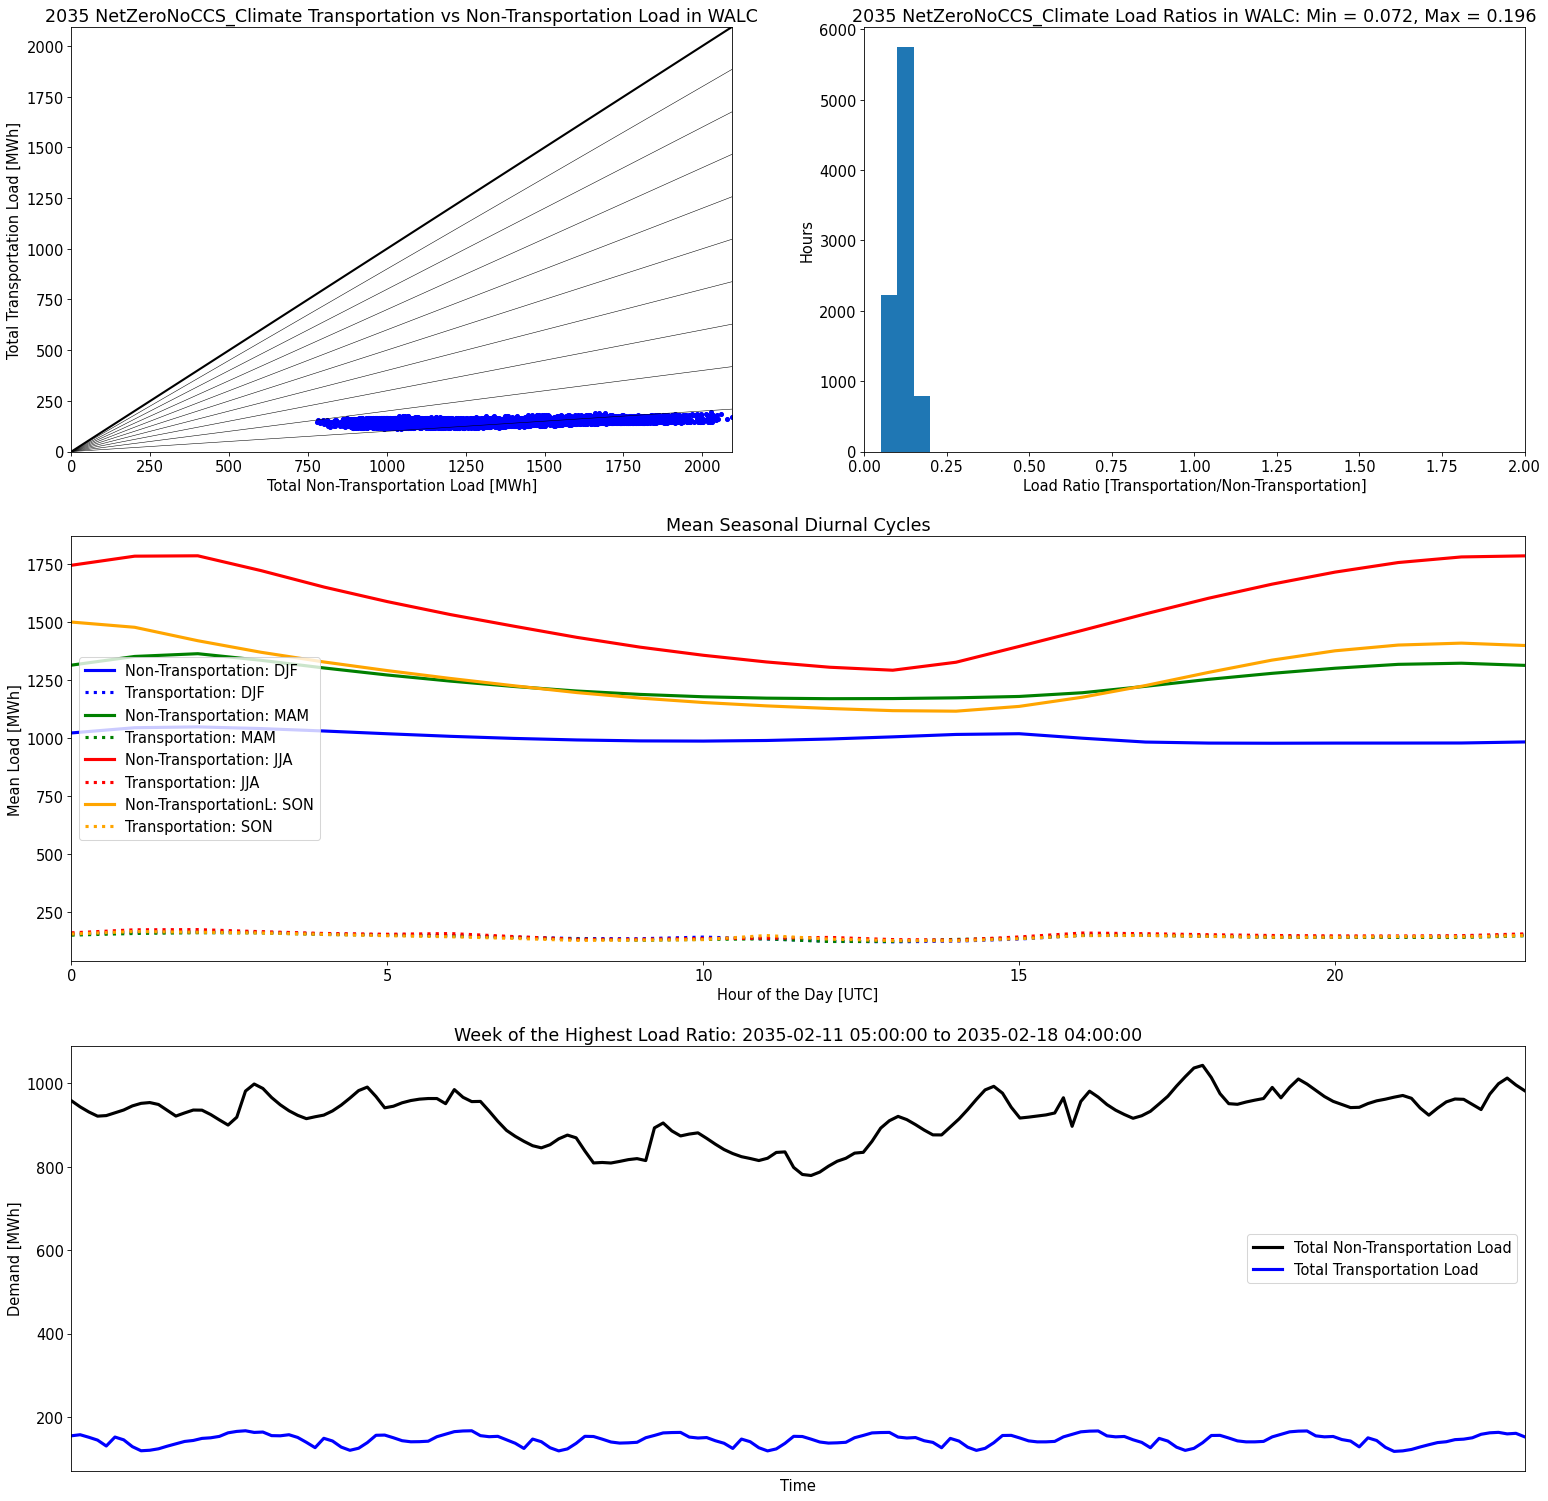 2035 NetZeroNoCCS_Climate Transportation vs Non-Transportation Load in WALC
2000
1750
1500
1250
1000
750
500
250
0
Total Transportation Load [MWh]
0 250 500 750 1000 1250 1500 1750 2000
Total Non-Transportation Load [MWh]
2035 NetZeroNoCCS_Climate Load Ratios in WALC: Min = 0.072, Max = 0.196
6000
5000
4000
3000
2000
1000
0
Hours
0.00 0.25 0.50 0.75 1.00 1.25 1.50 1.75 2.00
Load Ratio [Transportation/Non-Transportation]
Mean Seasonal Diurnal Cycles
1750
1500
1250
1000
750
500
250
Mean Load [MWh]
Non-Transportation: DJF
Transportation: DJF
Non-Transportation: MAM
Transportation: MAM
Non-Transportation: JJA
Transportation: JJA
Non-TransportationL: SON
Transportation: SON
0 5 10 15 20
Hour of the Day [UTC]
Week of the Highest Load Ratio: 2035-02-11 05:00:00 to 2035-02-18 04:00:00
1000
800
600
400
200
Demand [MWh]
Total Non-Transportation Load
Total Transportation Load
Time